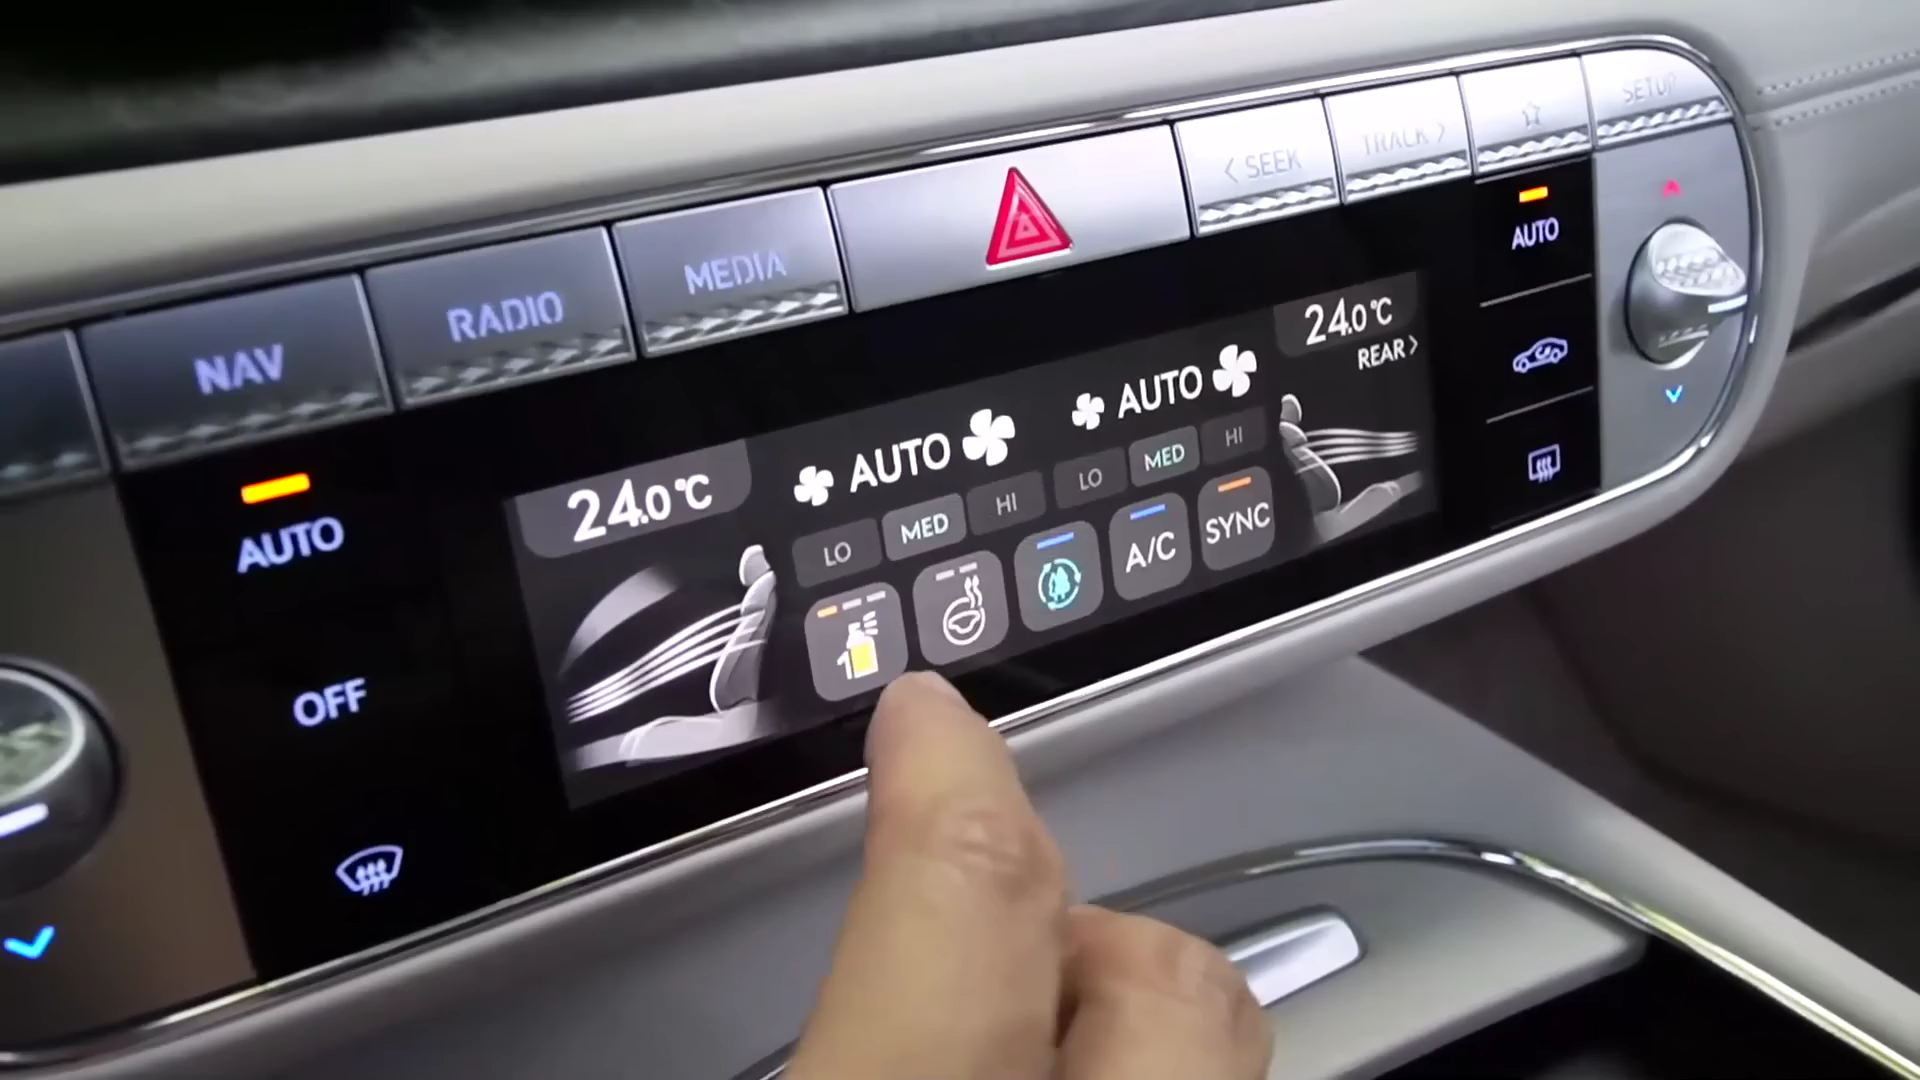 NAV
RADIO
MEDIA
< SEEK
TRACK >
SETUP
AUTO
OFF
24.0°C
AUTO
LO
MED
HI
1
AUTO
LO
MED
HI
A/C
SYNC
24.0°C
REAR >
AUTO